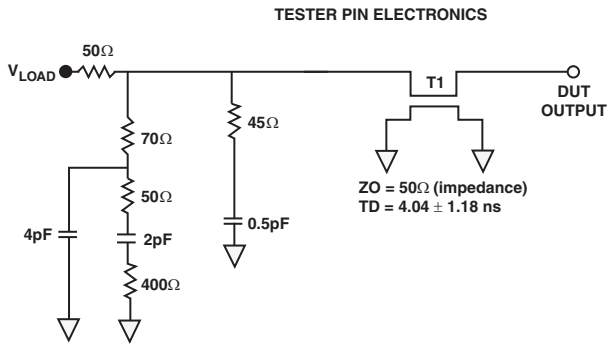 TESTER PIN ELECTRONICS
50Ω
VLOAD
T1
DUT
OUTPUT
70Ω
45Ω
50Ω
ZO = 50Ω (impedance)
TD = 4.04 ± 1.18 ns
4pF
2pF
0.5pF
400Ω